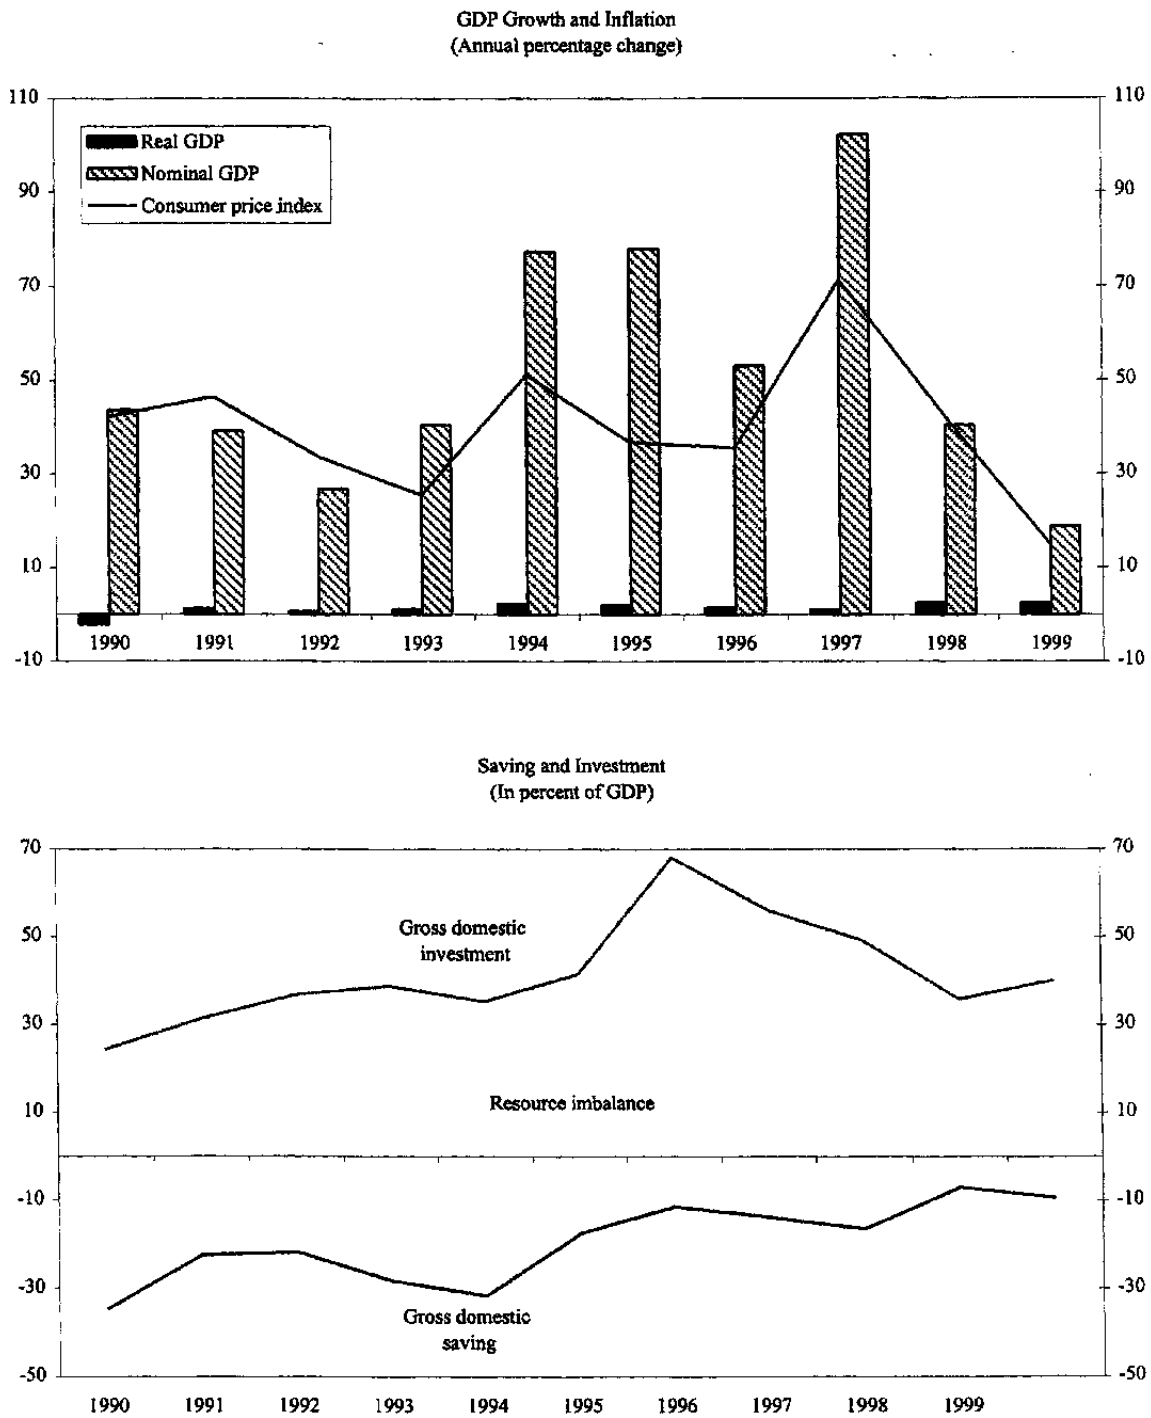 GDP Growth and Inflation
(Annual percentage change)
110 110
Real GDP
Nominal GDP
90 90
Consumer price index
70 70
50 50
30 30
10 10
1990 1991 1992 1993 1994 1995 1996 1997 1998 1999
-10 -10
Saving and Investment
(In percent of GDP)
70 70
Gross domestic
50 50
investment
30 30
Resource imbalance
10 10
-10 -10
-30 -30
Gross domestic
saving
-50 -50
1990 1991 1992 1993 1994 1995 1996 1997 1998 1999